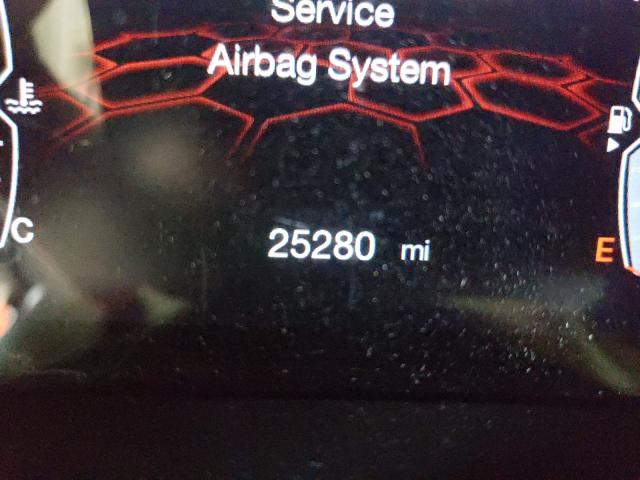 Service
Airbag System
C
25280 mi
E